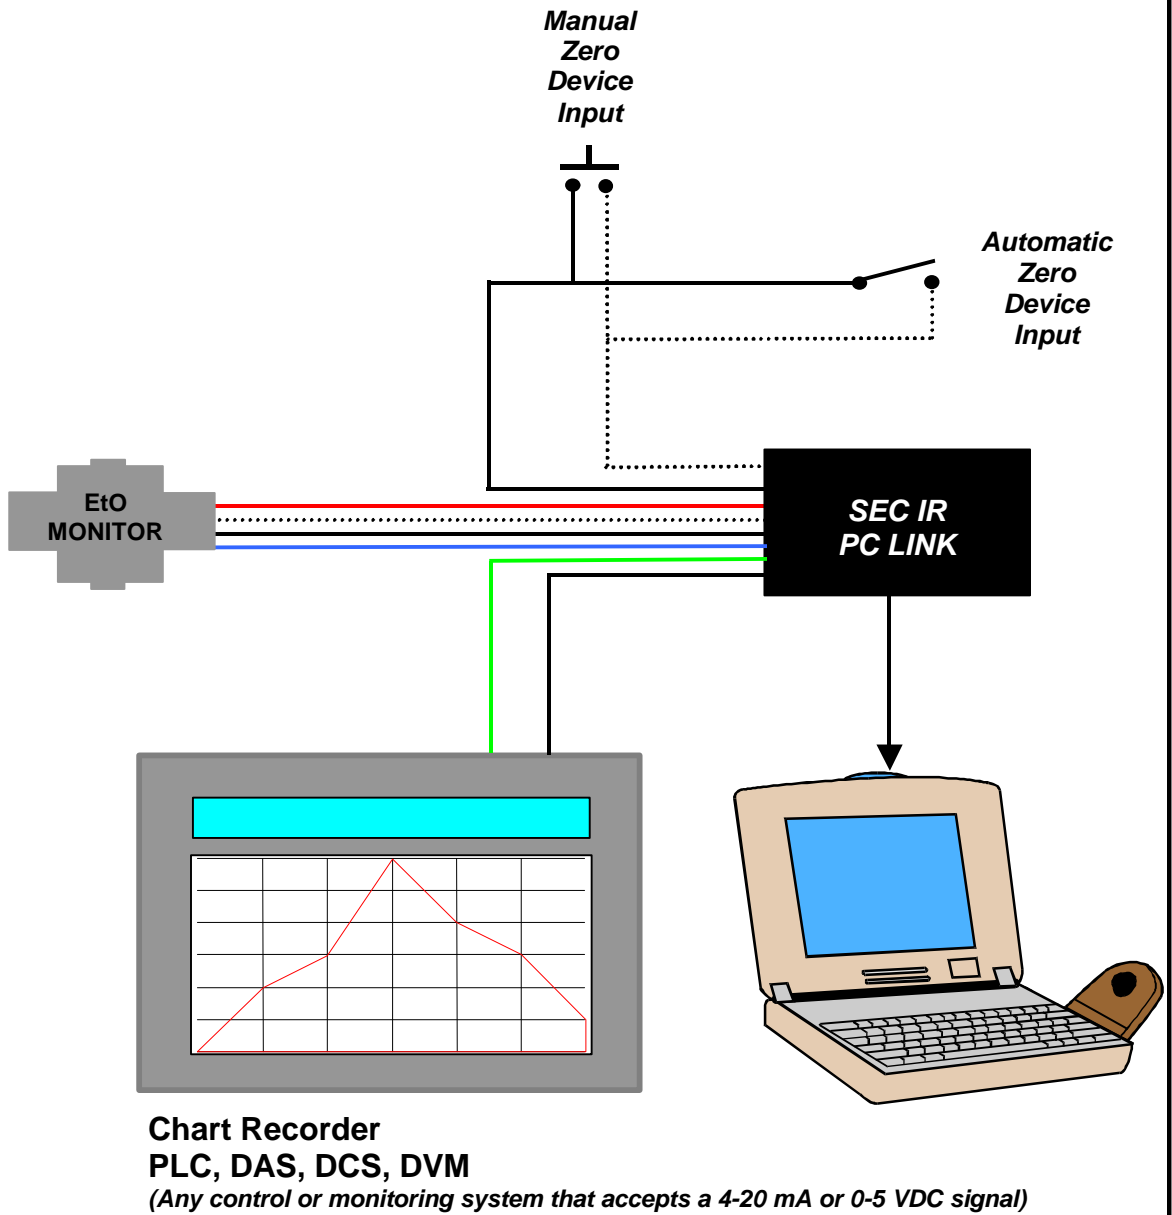 Manual
Zero
Device
Input
Automatic
Zero
Device
Input
EtO
MONITOR
SEC IR
PC LINK
Chart Recorder
PLC, DAS, DCS, DVM
(Any control or monitoring system that accepts a 4-20 mA or 0-5 VDC signal)